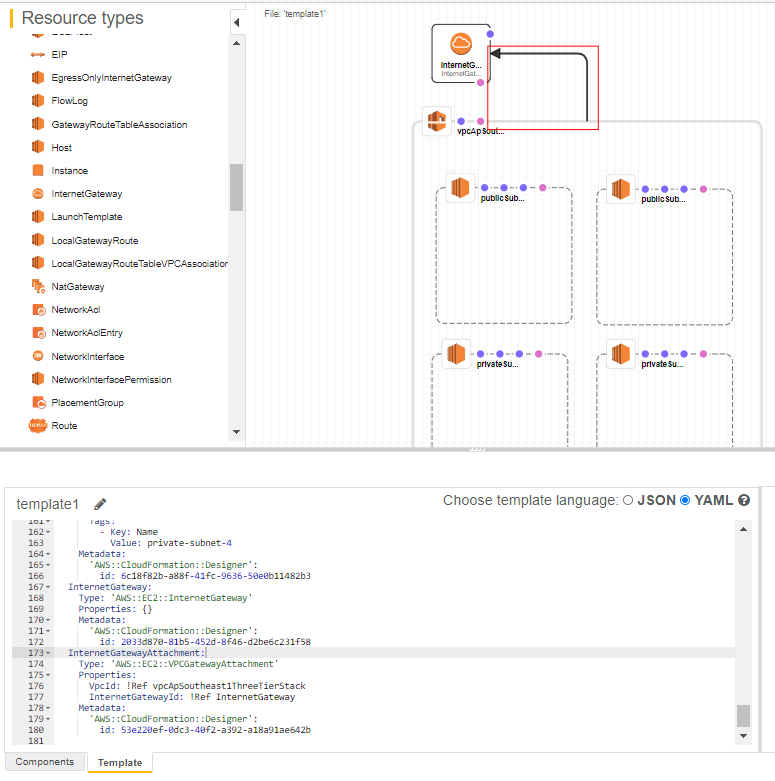 Resource types
EIP
EgressOnlyInternetGateway
FlowLog
GatewayRouteTableAssociation
Host
Instance
InternetGateway
LaunchTemplate
LocalGatewayRoute
LocalGatewayRouteTableVPCAssociation
NatGateway
NetworkAcl
NetworkAclEntry
NetworkInterface
NetworkInterfacePermission
PlacementGroup
Route
File: 'template1'
InternetG...
InternetGat...
vpcApSout...
publicSub...
publicSub...
privateSu...
privateSu...
template1
Choose template language: JSON YAML ?
161 Tags:
162 - Key: Name
163 Value: private-subnet-4
164 Metadata:
165 'AWS::CloudFormation::Designer':
166 id: 6c18f82b-a88f-41fc-9636-50e0b11482b3
167 InternetGateway:
168 Type: 'AWS::EC2::InternetGateway'
169 Properties: {}
170 Metadata:
171 'AWS::CloudFormation::Designer':
172 id: 2033d870-81b5-452d-8f46-d2be6c231f58
173 InternetGatewayAttachment:
174 Type: 'AWS::EC2::VPCGatewayAttachment'
175 Properties:
176 VpcId: !Ref vpcApSoutheast1ThreeTierStack
177 InternetGatewayId: !Ref InternetGateway
178 Metadata:
179 'AWS::CloudFormation::Designer':
180 id: 53e220ef-0dc3-40f2-a392-a18a91ae642b
181
Components
Template